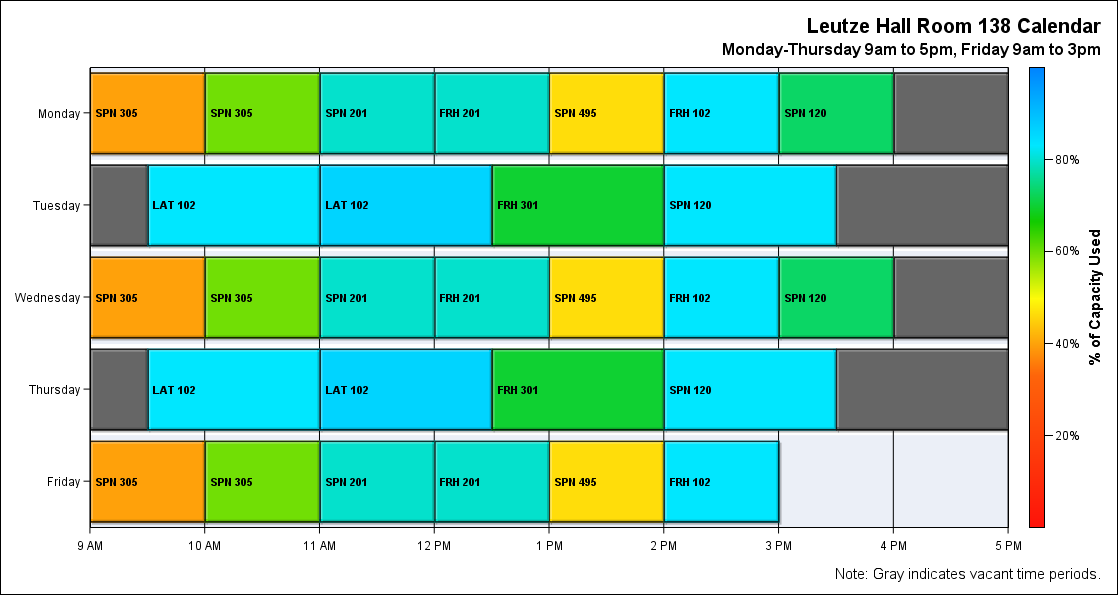 Leutze Hall Room 138 Calendar
Monday-Thursday 9am to 5pm, Friday 9am to 3pm
Monday
SPN 305
SPN 305
SPN 201
FRH 201
SPN 495
FRH 102
SPN 120
Tuesday
LAT 102
LAT 102
FRH 301
SPN 120
Wednesday
SPN 305
SPN 305
SPN 201
FRH 201
SPN 495
FRH 102
SPN 120
Thursday
LAT 102
LAT 102
FRH 301
SPN 120
Friday
SPN 305
SPN 305
SPN 201
FRH 201
SPN 495
FRH 102
9 AM
10 AM
11 AM
12 PM
1 PM
2 PM
3 PM
4 PM
5 PM
80%
60%
40%
20%
% of Capacity Used
Note: Gray indicates vacant time periods.